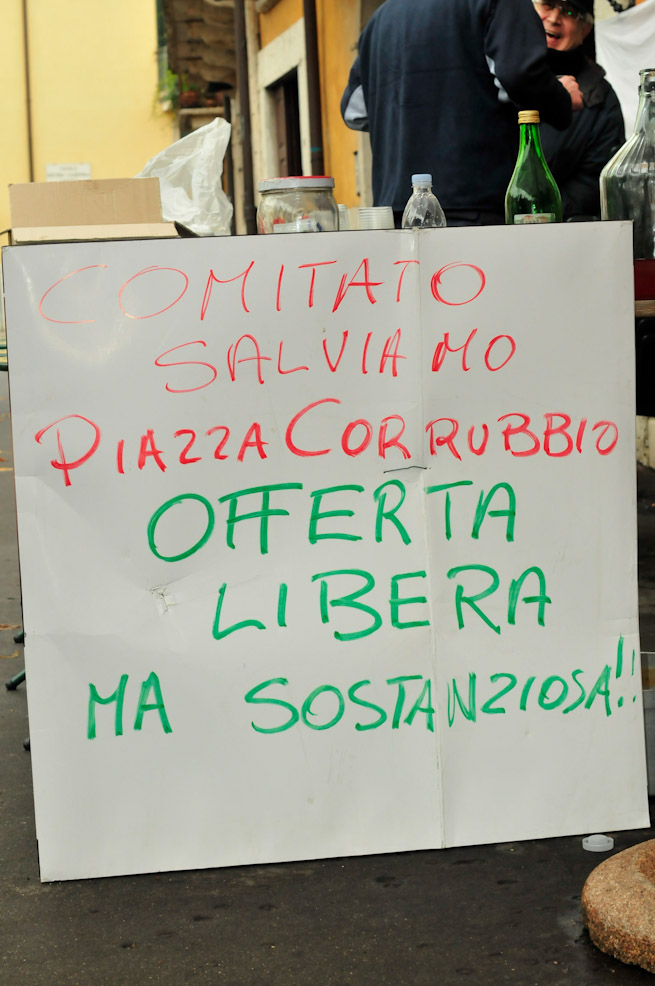 COMITATO
SALVIAMO
PIAZZA CORRUBBIO
OFFERTA
LIBERA
MA SOSTANZIOSA!!